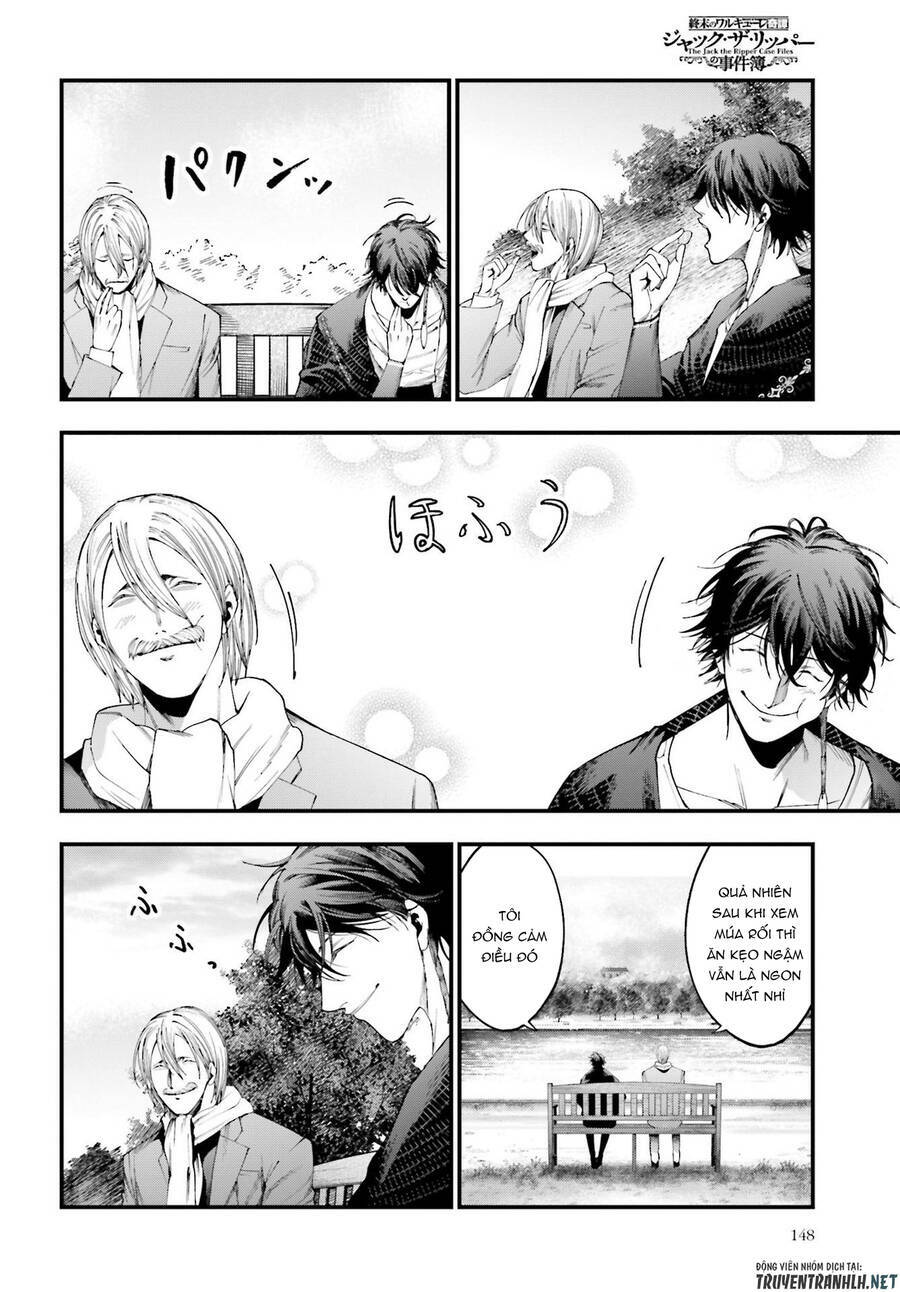 終末のワルキューレ奇譚
ジャック・ザ・リッパー
The Jack the Ripper Case Files
の事件簿
パクンッ
ほふう
QUẢ NHIÊN
SAU KHI XEM
MÚA RỐI THÌ
ĂN KẸO NGẬM
VẪN LÀ NGON
NHẤT NHỈ
TÔI
ĐỒNG CẢM
ĐIỀU ĐÓ
ふ
ふっ
148
ĐỘNG VIÊN NHÓM DỊCH TẠI:
TRUYENTRANHLH.NET